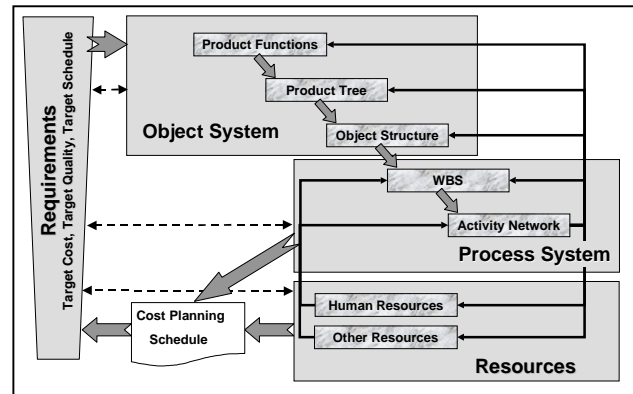 Requirements
Target Cost, Target Quality, Target Schedule
Product Functions
Product Tree
Object System
Object Structure
WBS
Activity Network
Process System
Cost Planning
Schedule
Human Resources
Other Resources
Resources